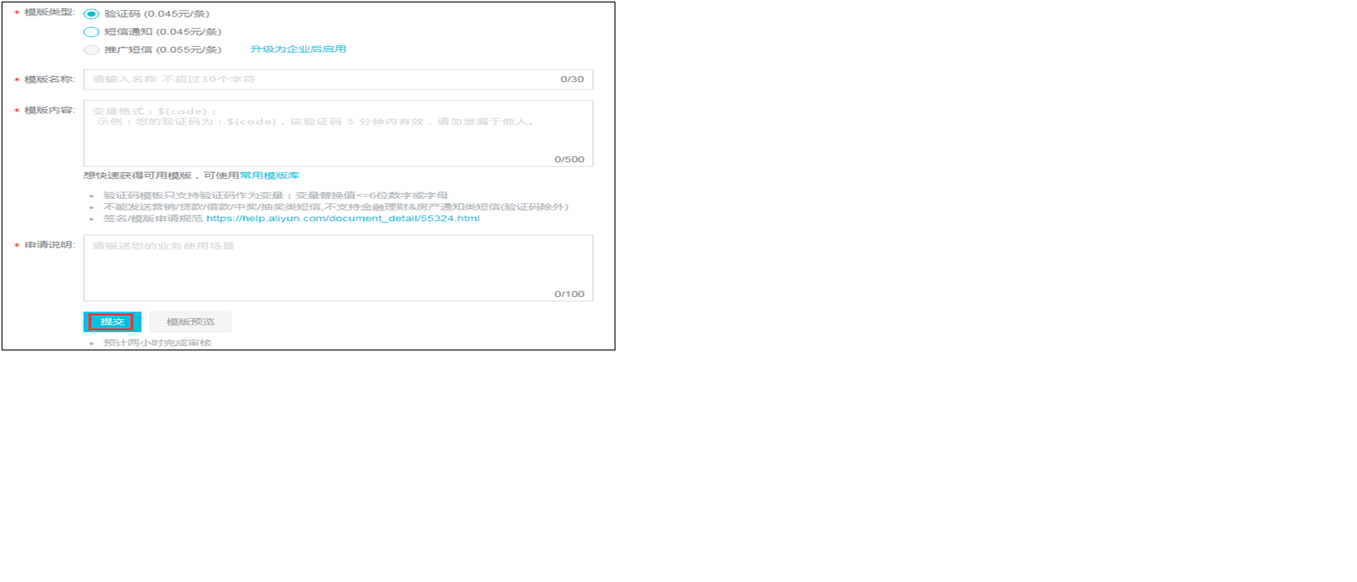 * 模版类型: 验证码 (0.045元/条)
短信通知 (0.045元/条)
推广短信 (0.055元/条) 升级为企业后启用
* 模版名称: 请输入名称 不超过30个字符 0/30
* 模版内容: 变量格式：${code}；
示例：您的验证码为：${code}，该验证码 5 分钟内有效，请勿泄漏于他人。
0/500
想快速获得可用模版，可使用常用模版库
• 验证码模板只支持验证码作为变量；变量替换值<=6位数字或字母
• 不能发送营销/贷款/借款/中奖/抽奖类短信,不支持金融理财&房产通知类短信(验证码除外)
• 签名/模版申请规范 https://help.aliyun.com/document_detail/55324.html
* 申请说明: 请描述您的业务使用场景
0/100
提交 模版预览
• 预计两小时完成审核